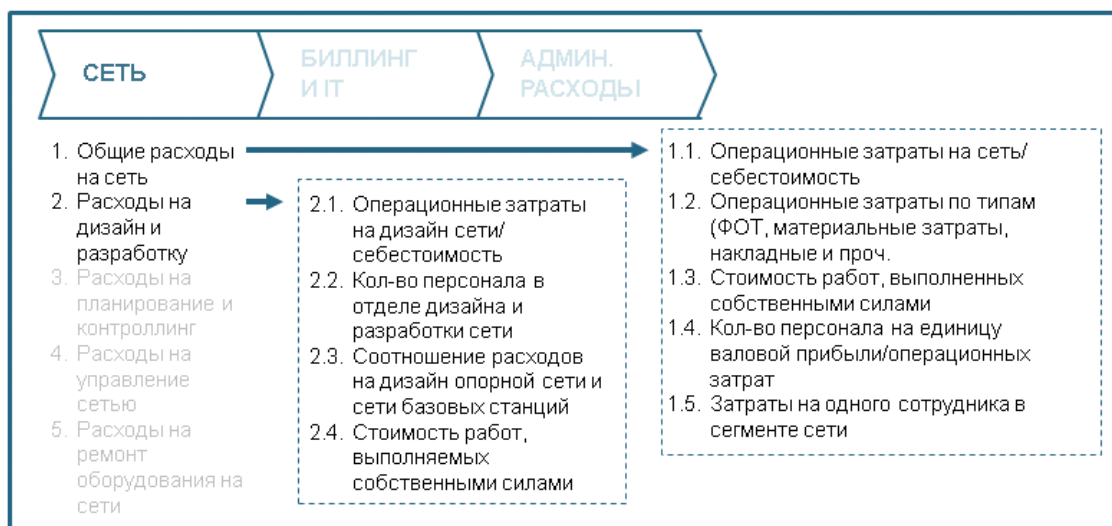 СЕТЬ
БИЛЛИНГ
И IT
АДМИН.
РАСХОДЫ
1. Общие расходы
на сеть
2. Расходы на
дизайн и
разработку
3. Расходы на
планирование и
контроллинг
4. Расходы на
управление
сетью
5. Расходы на
ремонт
оборудования на
сети
2.1. Операционные затраты
на дизайн сети/
себестоимость
2.2. Кол-во персонала в
отделе дизайна и
разработки сети
2.3. Соотношение расходов
на дизайн опорной сети и
сети базовых станций
2.4. Стоимость работ,
выполняемых
собственными силами
1.1. Операционные затраты на сеть/
себестоимость
1.2. Операционные затраты по типам
(ФОТ, материальные затраты,
накладные и проч.
1.3. Стоимость работ, выполненных
собственными силами
1.4. Кол-во персонала на единицу
валовой прибыли/операционных
затрат
1.5. Затраты на одного сотрудника в
сегменте сети